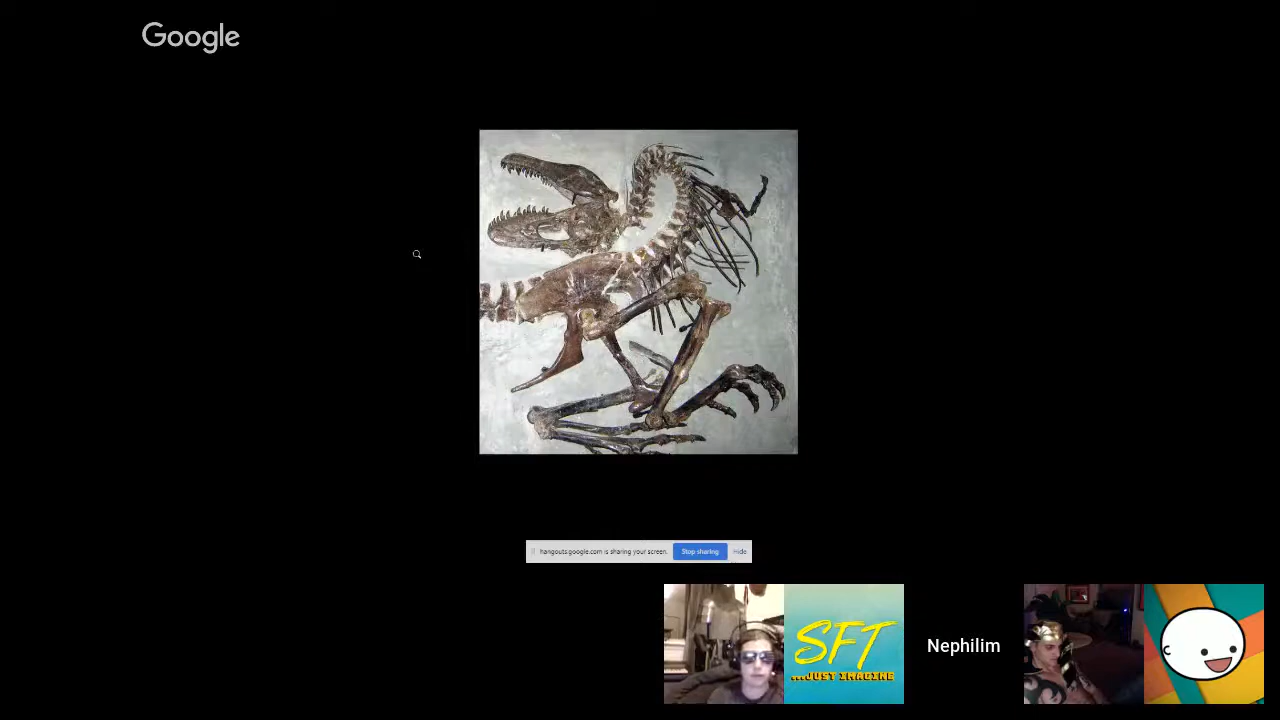 Google
hangouts.google.com is sharing your screen.
Stop sharing
Hide
SFT
...JUST IMAGINE
Nephilim